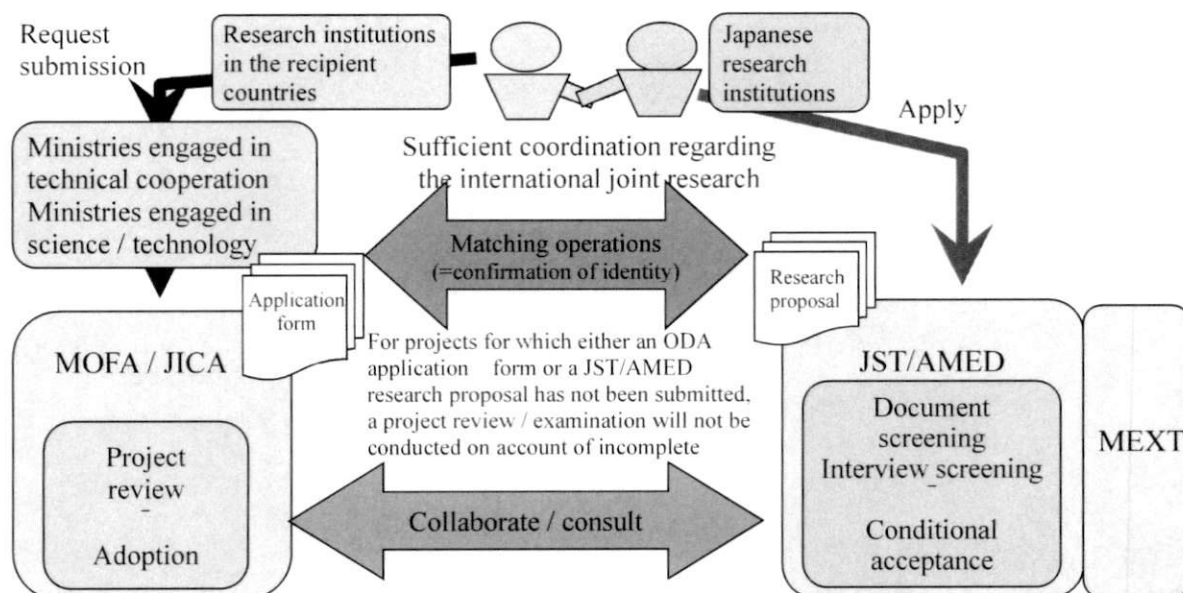 Request
submission
Research institutions
in the recipient
countries
Japanese
research
institutions
Apply
Ministries engaged in
technical cooperation
Ministries engaged in
science / technology
Sufficient coordination regarding
the international joint research
Matching operations
(=confirmation of identity)
Application
form
Research
proposal
MOFA / JICA
For projects for which either an ODA
application form or a JST/AMED
research proposal has not been submitted,
a project review / examination will not be
conducted on account of incomplete
JST/AMED
MEXT
Project
review
-
Adoption
Document
screening
Interview screening
-
Conditional
acceptance
Collaborate / consult